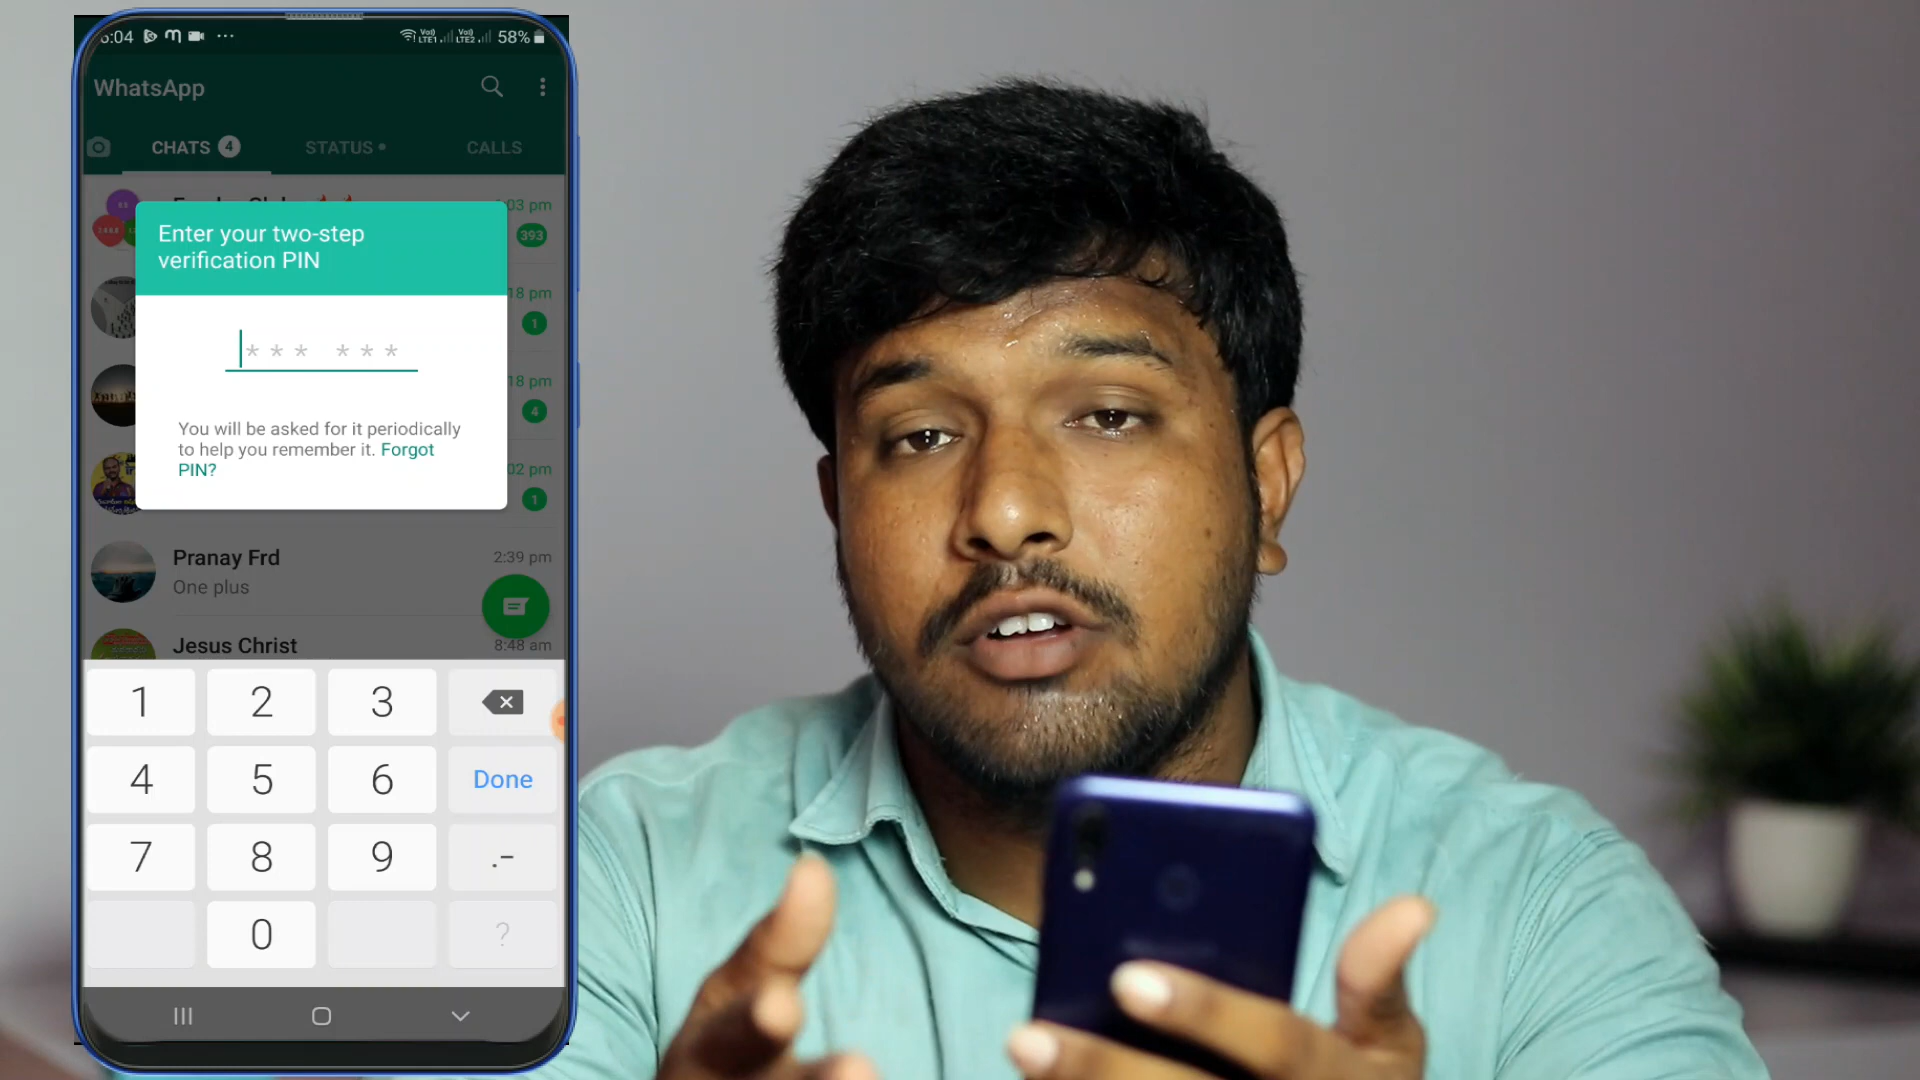 :04 58%
WhatsApp
CHATS 4 STATUS • CALLS
03 pm
393
Enter your two-step
verification PIN
18 pm
1
*** ***
18 pm
4
You will be asked for it periodically
to help you remember it. Forgot
PIN?
02 pm
1
Pranay Frd 2:39 pm
One plus
Jesus Christ 8:48 am
1 2 3
4 5 6 Done
7 8 9 .-
0 ?